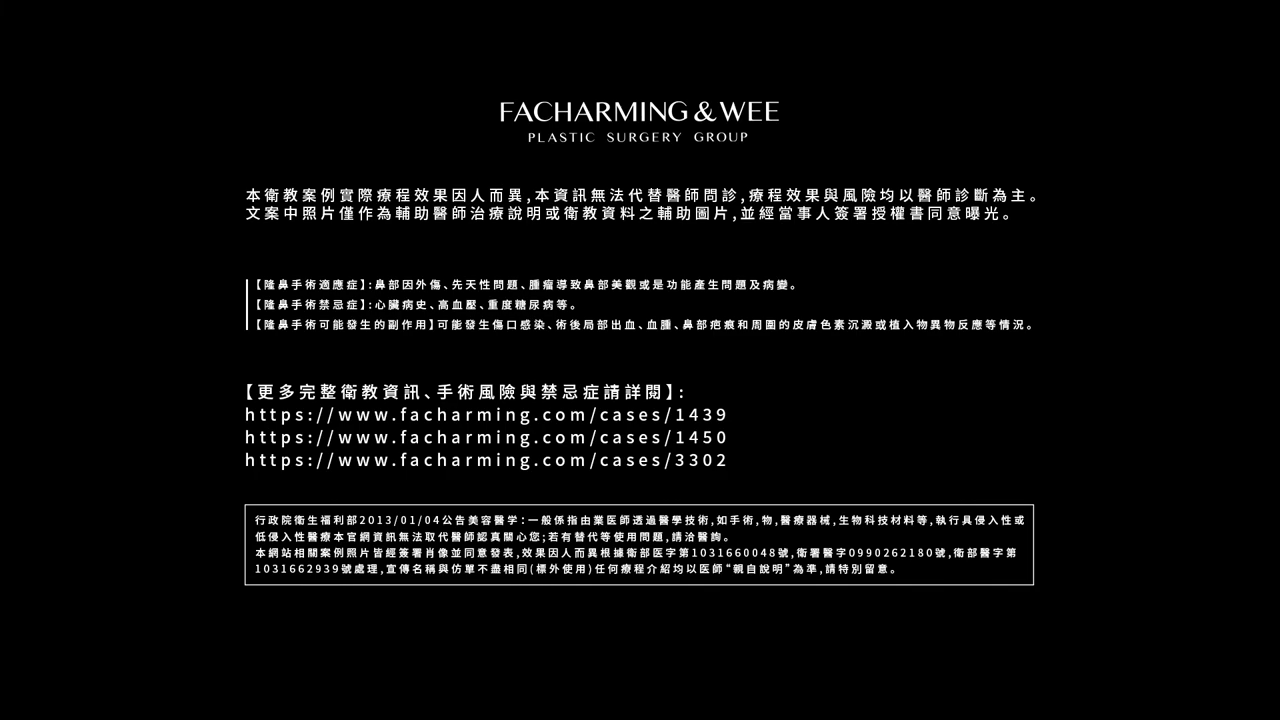 FACHARMING & WEE
PLASTIC SURGERY GROUP
本衛教案例實際療程效果因人而異,本資訊無法代替醫師問診,療程效果與風險均以醫師診斷為主。
文案中照片僅作為輔助醫師治療說明或衛教資料之輔助圖片,並經當事人簽署授權書同意曝光。
【隆鼻手術適應症】:鼻部因外傷、先天性問題、腫瘤導致鼻部美觀或是功能產生問題及病變。
【隆鼻手術禁忌症】:心臟病史、高血壓、重度糖尿病等。
【隆鼻手術可能發生的副作用】可能發生傷口感染、術後局部出血、血腫、鼻部疤痕和周圍的皮膚色素沉澱或植入物異物反應等情況。
【更多完整衛教資訊、手術風險與禁忌症請詳閱】:
https://www.facharming.com/cases/1439
https://www.facharming.com/cases/1450
https://www.facharming.com/cases/3302
行政院衛生福利部2013/01/04公告美容醫学:一般係指由業医師透過醫學技術,如手術,物,醫療器械,生物科技材料等,執行具侵入性或
低侵入性醫療本官網資訊無法取代醫師認真關心您;若有替代等使用問題,請洽醫詢。
本網站相關案例照片皆經簽署肖像並同意發表,效果因人而異根據衛部医字第1031660048號,衛署醫字0990262180號,衛部醫字第
1031662939號處理,宣傳名稱與仿單不盡相同(標外使用)任何療程介紹均以医師“親自說明”為準,請特別留意。